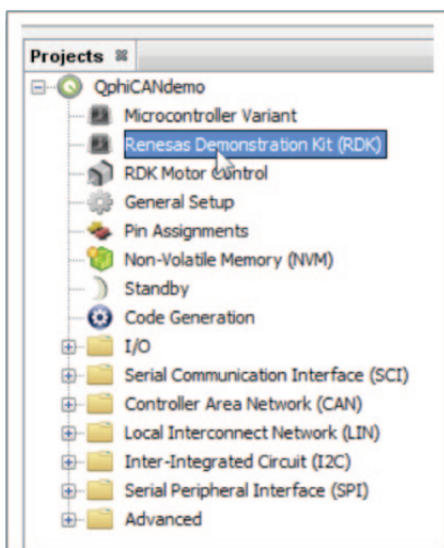 Projects
QphiCANdemo
Microcontroller Variant
Renesas Demonstration Kit (RDK)
RDK Motor Control
General Setup
Pin Assignments
Non-Volatile Memory (NVM)
Standby
Code Generation
I/O
Serial Communication Interface (SCI)
Controller Area Network (CAN)
Local Interconnect Network (LIN)
Inter-Integrated Circuit (I2C)
Serial Peripheral Interface (SPI)
Advanced